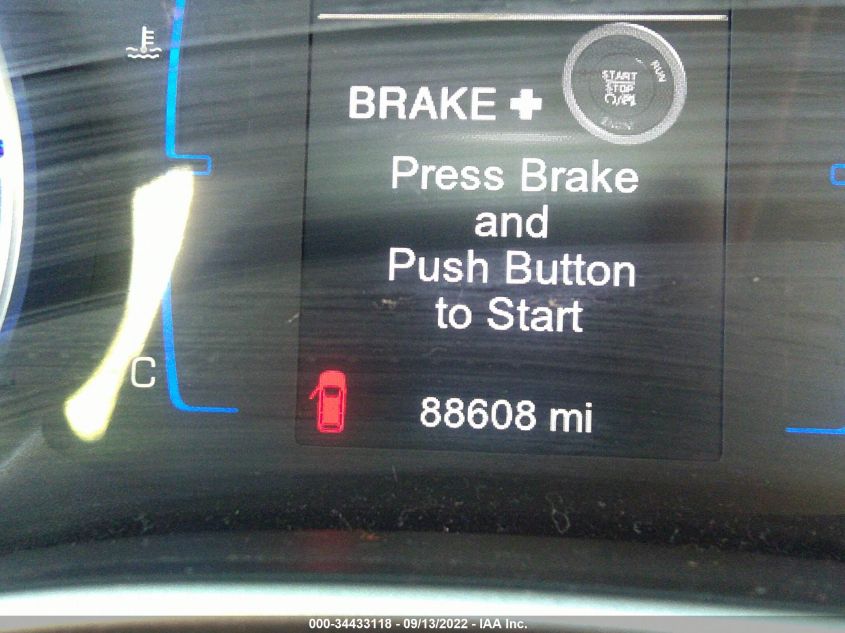 START
STOP
RUN
BRAKE +
Press Brake
and
Push Button
to Start
C
88608 mi
000-34433118 - 09/13/2022 - IAA Inc.